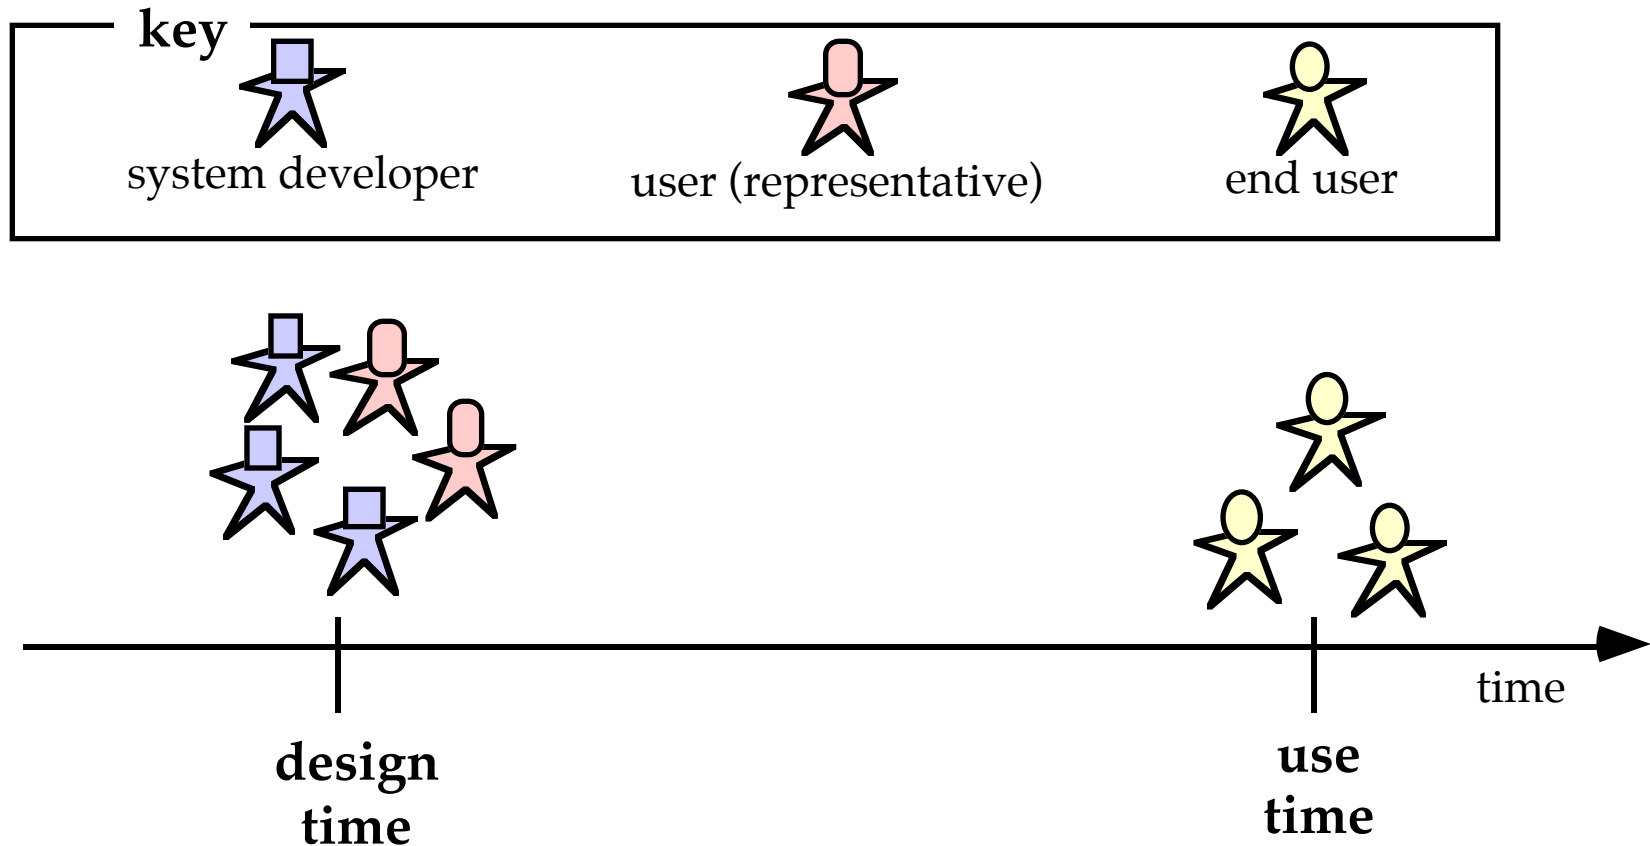 key
system developer
user (representative)
end user
time
design
time
use
time